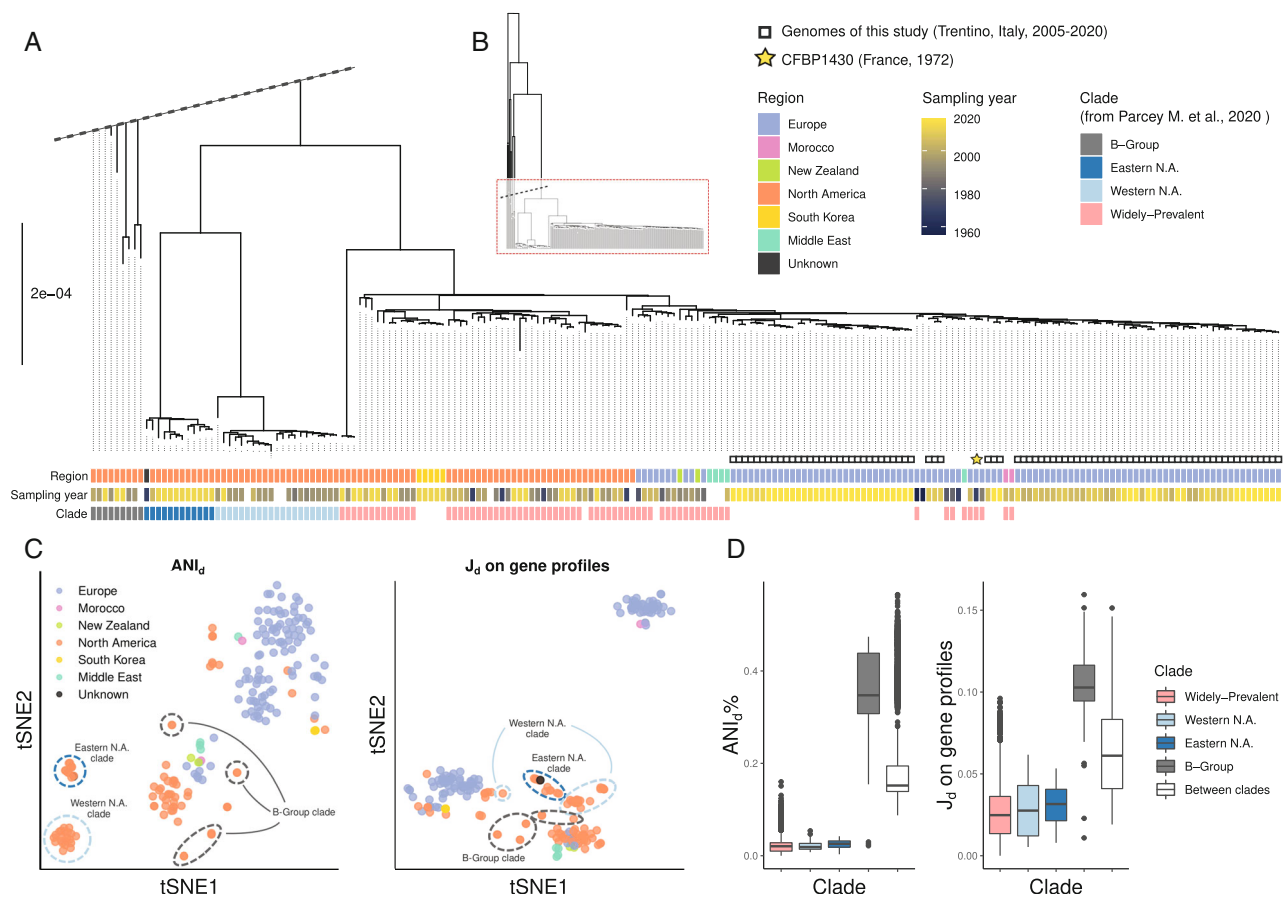 A
B
Genomes of this study (Trentino, Italy, 2005-2020)
CFBP1430 (France, 1972)
Region
Europe
Morocco
New Zealand
North America
South Korea
Middle East
Unknown
Sampling year
2020
2000
1980
1960
Clade
(from Parcey M. et al., 2020 )
B−Group
Eastern N.A.
Western N.A.
Widely−Prevalent
2e−04
Region
Sampling year
Clade
C
ANId
Europe
Morocco
New Zealand
North America
South Korea
Middle East
Unknown
Eastern N.A.
clade
Western N.A.
clade
B-Group clade
tSNE2
tSNE1
Jd on gene profiles
Western N.A.
clade
Eastern N.A.
clade
B-Group clade
tSNE2
tSNE1
D
ANId%
0.4
0.2
0.0
Clade
Jd on gene profiles
0.15
0.10
0.05
0.00
Clade
Clade
Widely−Prevalent
Western N.A.
Eastern N.A.
B−Group
Between clades